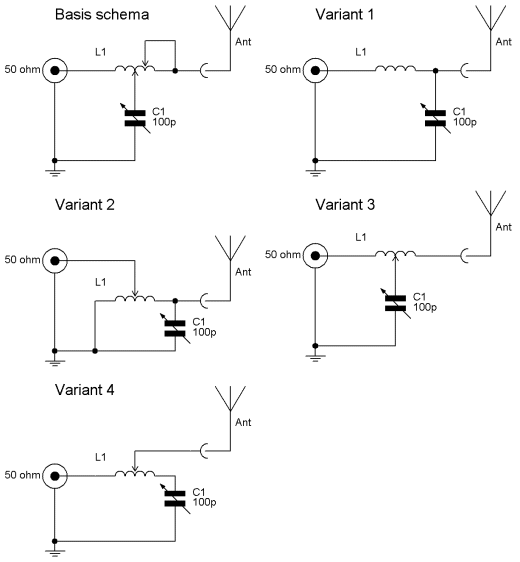 Basis schema
L1
Ant
50 ohm
C1
100p
Variant 1
L1
Ant
50 ohm
C1
100p
Variant 2
50 ohm
Ant
L1
C1
100p
Variant 3
L1
Ant
50 ohm
C1
100p
Variant 4
Ant
L1
50 ohm
C1
100p